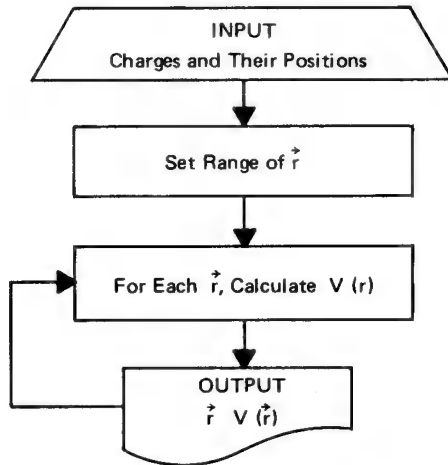 INPUT
Charges and Their Positions
Set Range of r⃗
For Each r⃗, Calculate V (r)
OUTPUT
r⃗ V (r⃗)